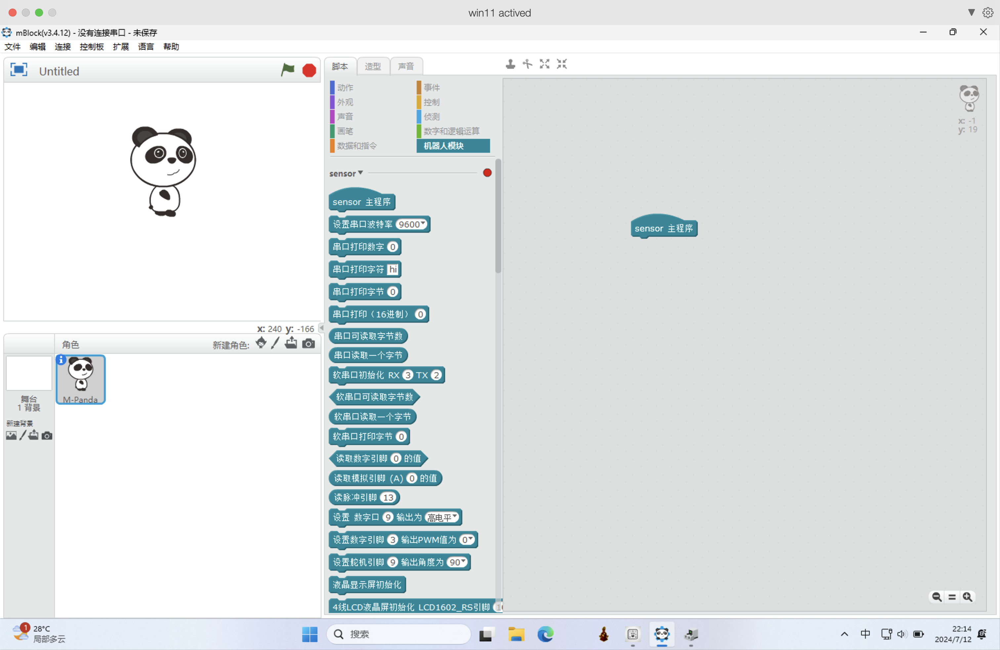 win11 actived
mBlock(v3.4.12) - 没有连接串口 - 未保存
文件 编辑 连接 控制板 扩展 语言 帮助
Untitled
x: 240 y: -166
角色
新建角色:
M-Panda
舞台
1 背景
新建背景
脚本 造型 声音
动作 事件
外观 控制
声音 侦测
画笔 数字和逻辑运算
数据和指令 机器人模块
sensor
sensor 主程序
设置串口波特率 9600
串口打印数字 0
串口打印字符 hi
串口打印字节 0
串口打印（16进制） 0
串口可读取字节数
串口读取一个字节
软串口初始化 RX 3 TX 2
软串口可读取字节数
软串口读取一个字节
软串口打印字节 0
读取数字引脚 0 的值
读取模拟引脚 (A) 0 的值
读脉冲引脚 13
设置 数字口 9 输出为 高电平
设置数字引脚 3 输出PWM值为 0
设置舵机引脚 9 输出角度为 90
液晶显示屏初始化
4线LCD液晶屏初始化 LCD1602_RS引脚
sensor 主程序
x: -1
y: 19
1
28°C
局部多云
搜索
中
22:14
2024/7/12